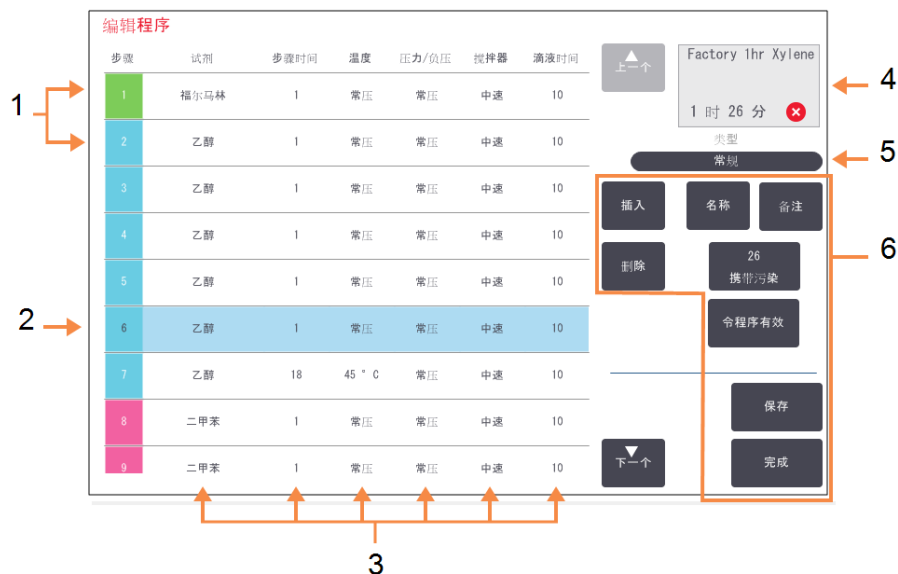 编辑程序
步骤 试剂 步骤时间 温度 压力/负压 搅拌器 滴液时间
1 福尔马林 1 常压 常压 中速 10
2 乙醇 1 常压 常压 中速 10
3 乙醇 1 常压 常压 中速 10
4 乙醇 1 常压 常压 中速 10
5 乙醇 1 常压 常压 中速 10
6 乙醇 1 常压 常压 中速 10
7 乙醇 18 45 ° C 常压 中速 10
8 二甲苯 1 常压 常压 中速 10
9 二甲苯 1 常压 常压 中速 10
上一个
下一个
Factory 1hr Xylene
1 时 26 分
类型
常规
插入 名称 备注
删除 26
携带污染
令程序有效
保存
完成
1
2
3
4
5
6